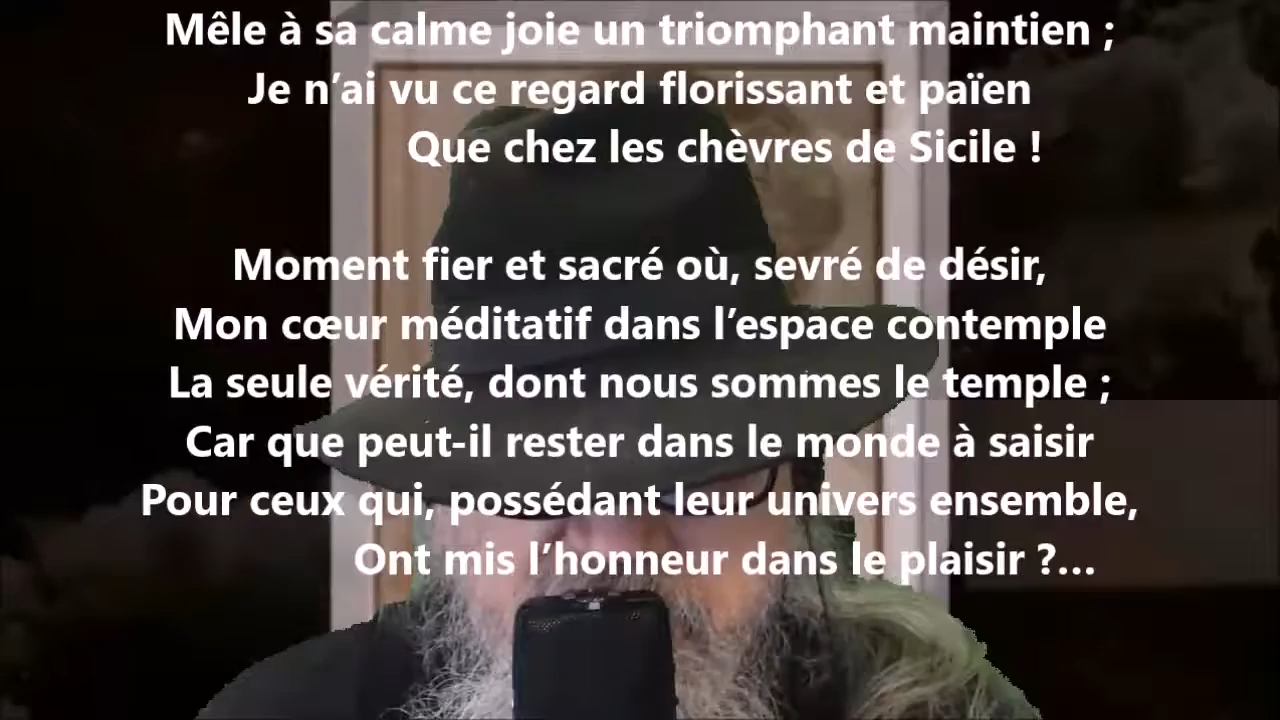 Mêle à sa calme joie un triomphant maintien ;
Je n’ai vu ce regard florissant et païen
Que chez les chèvres de Sicile !
Moment fier et sacré où, sevré de désir,
Mon cœur méditatif dans l’espace contemple
La seule vérité, dont nous sommes le temple ;
Car que peut-il rester dans le monde à saisir
Pour ceux qui, possédant leur univers ensemble,
Ont mis l’honneur dans le plaisir ?…